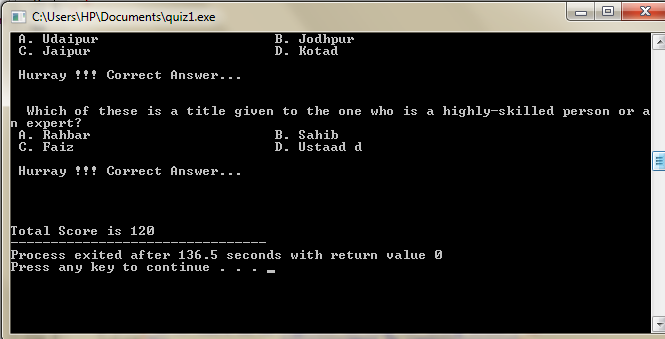 C:\Users\HP\Documents\quiz1.exe
A. Udaipur B. Jodhpur
C. Jaipur D. Kotad
Hurray !!! Correct Answer...
Which of these is a title given to the one who is a highly-skilled person or a
n expert?
A. Rahbar B. Sahib
C. Faiz D. Ustaad d
Hurray !!! Correct Answer...
Total Score is 120
--------------------------------
Process exited after 136.5 seconds with return value 0
Press any key to continue . . . _